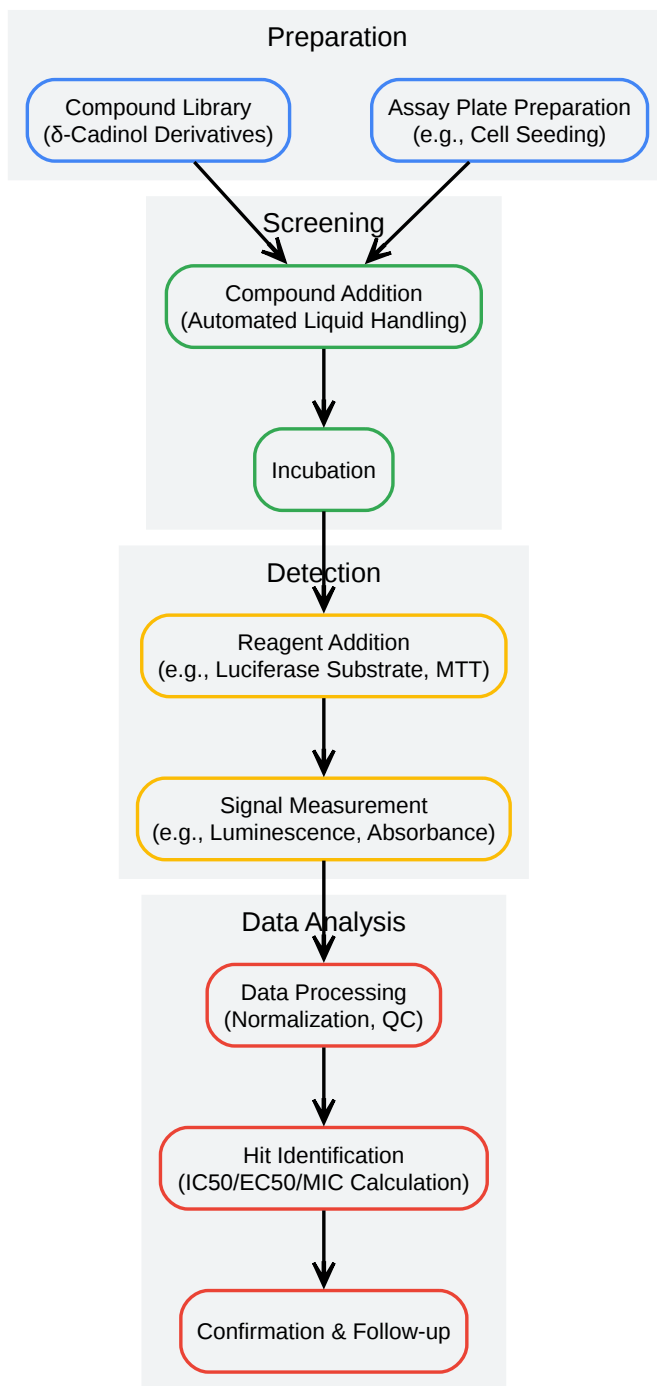 Preparation
Compound Library
(δ-Cadinol Derivatives)
Assay Plate Preparation
(e.g., Cell Seeding)
Screening
Compound Addition
(Automated Liquid Handling)
Incubation
Detection
Reagent Addition
(e.g., Luciferase Substrate, MTT)
Signal Measurement
(e.g., Luminescence, Absorbance)
Data Analysis
Data Processing
(Normalization, QC)
Hit Identification
(IC50/EC50/MIC Calculation)
Confirmation & Follow-up